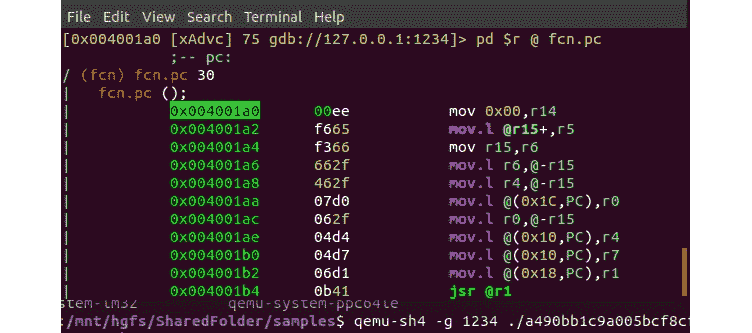 File Edit View Search Terminal Help
[0x004001a0 [xAdvc] 75 gdb://127.0.0.1:1234]> pd $r @ fcn.pc
;-- pc:
/ (fcn) fcn.pc 30
| fcn.pc ();
| 0x004001a0 00ee mov 0x00,r14
| 0x004001a2 f665 mov.l @r15+,r5
| 0x004001a4 f366 mov r15,r6
| 0x004001a6 662f mov.l r6,@-r15
| 0x004001a8 462f mov.l r4,@-r15
| 0x004001aa 07d0 mov.l @(0x1C,PC),r0
| 0x004001ac 062f mov.l r0,@-r15
| 0x004001ae 04d4 mov.l @(0x10,PC),r4
| 0x004001b0 04d7 mov.l @(0x10,PC),r7
| 0x004001b2 06d1 mov.l @(0x18,PC),r1
| 0x004001b4 0b41 jsr @r1
stem-lm32 qemu-system-ppc64le
:/mnt/hgfs/SharedFolder/samples$ qemu-sh4 -g 1234 ./a490bb1c9a005bcf8c